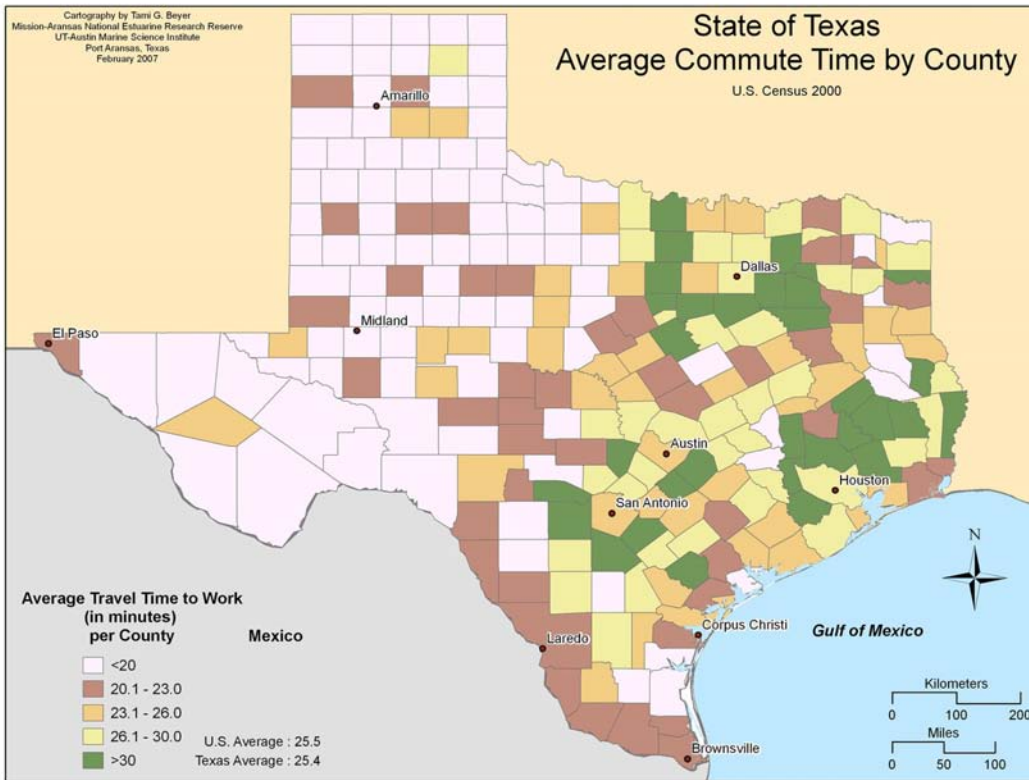 Cartography by Tami G. Beyer
Mission-Aransas National Estuarine Research Reserve
UT-Austin Marine Science Institute
Port Aransas, Texas
February 2007
State of Texas
Average Commute Time by County
U.S. Census 2000
Amarillo
Dallas
Midland
El Paso
Austin
Houston
San Antonio
N
Average Travel Time to Work
(in minutes)
per County
Mexico
Corpus Christi
Gulf of Mexico
Laredo
<20
20.1 - 23.0
23.1 - 26.0
26.1 - 30.0
>30
U.S. Average : 25.5
Texas Average : 25.4
Brownsville
Kilometers
0 100 200
Miles
0 50 100